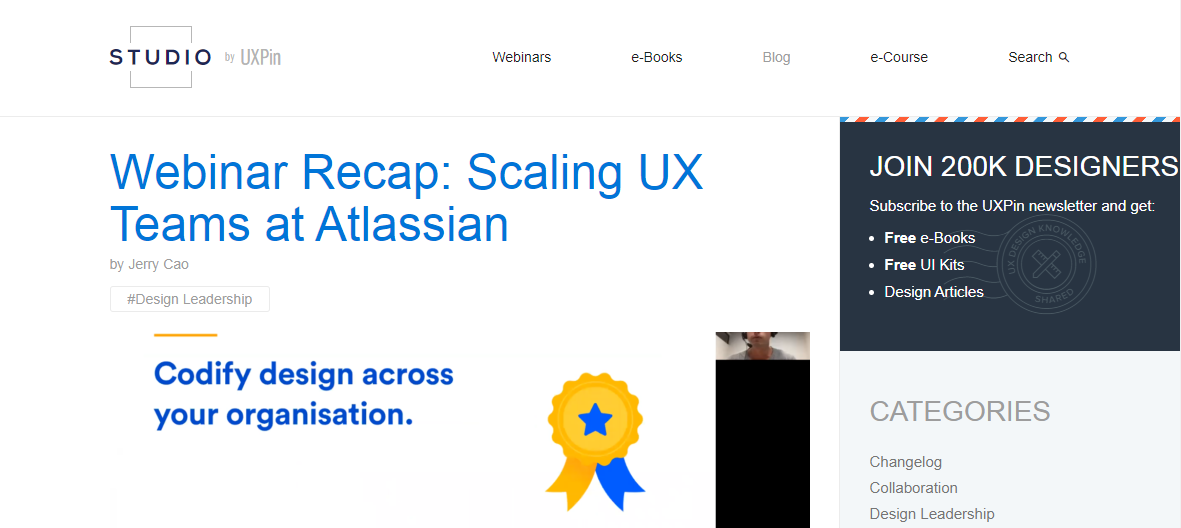 STUDIO by UXPin
Webinars
e-Books
Blog
e-Course
Search
Webinar Recap: Scaling UX
Teams at Atlassian
by Jerry Cao
#Design Leadership
Codify design across
your organisation.
JOIN 200K DESIGNERS
Subscribe to the UXPin newsletter and get:
Free e-Books
Free UI Kits
Design Articles
UX DESIGN KNOWLEDGE
SHARED
CATEGORIES
Changelog
Collaboration
Design Leadership